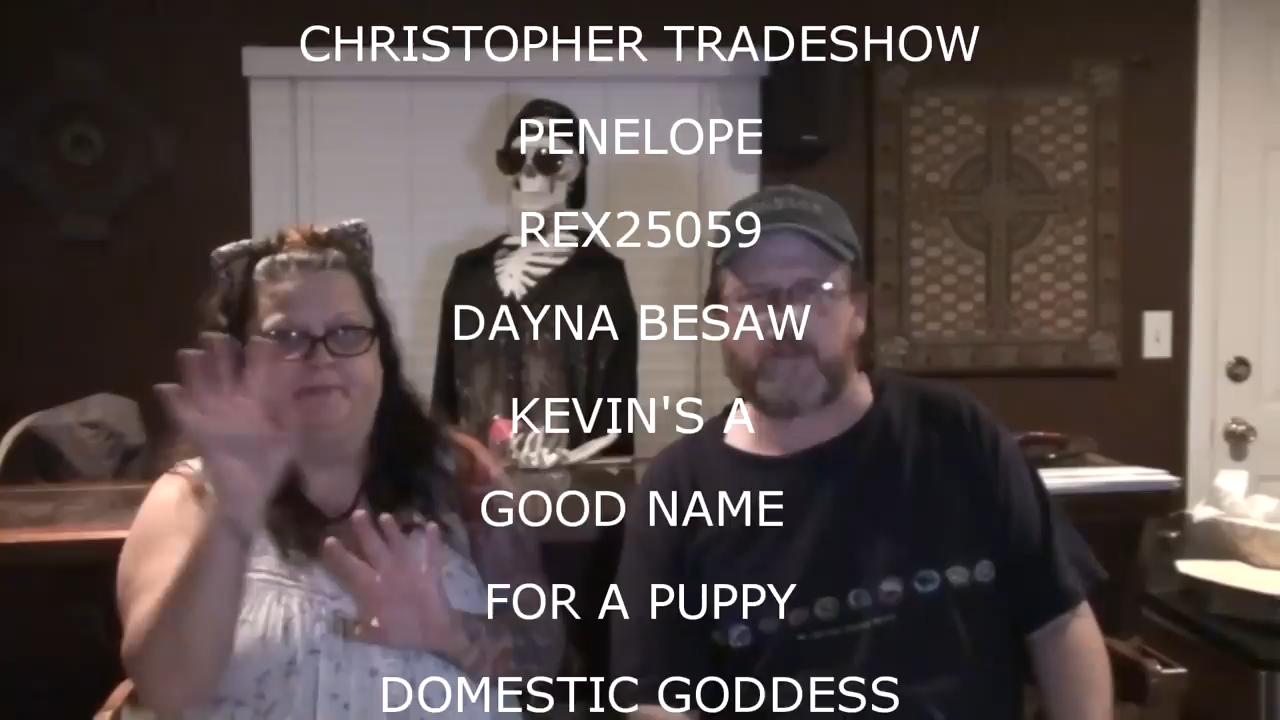 CHRISTOPHER TRADESHOW
PENELOPE
REX25059
DAYNA BESAW
KEVIN'S A
GOOD NAME
FOR A PUPPY
DOMESTIC GODDESS